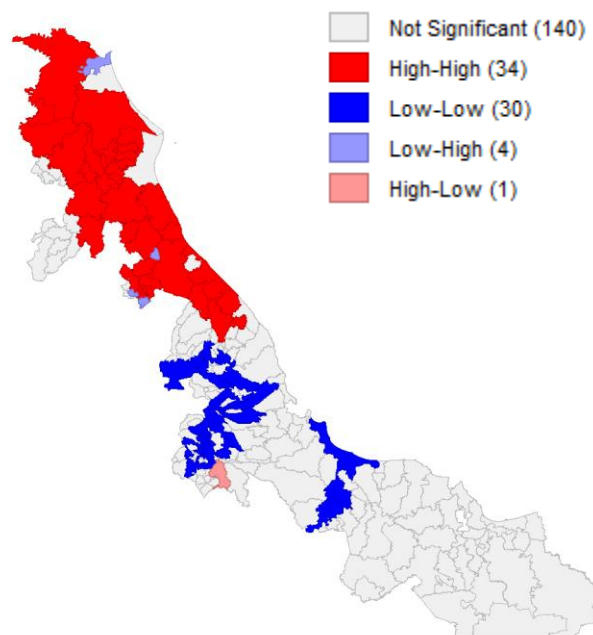 Not Significant (140)
High-High (34)
Low-Low (30)
Low-High (4)
High-Low (1)